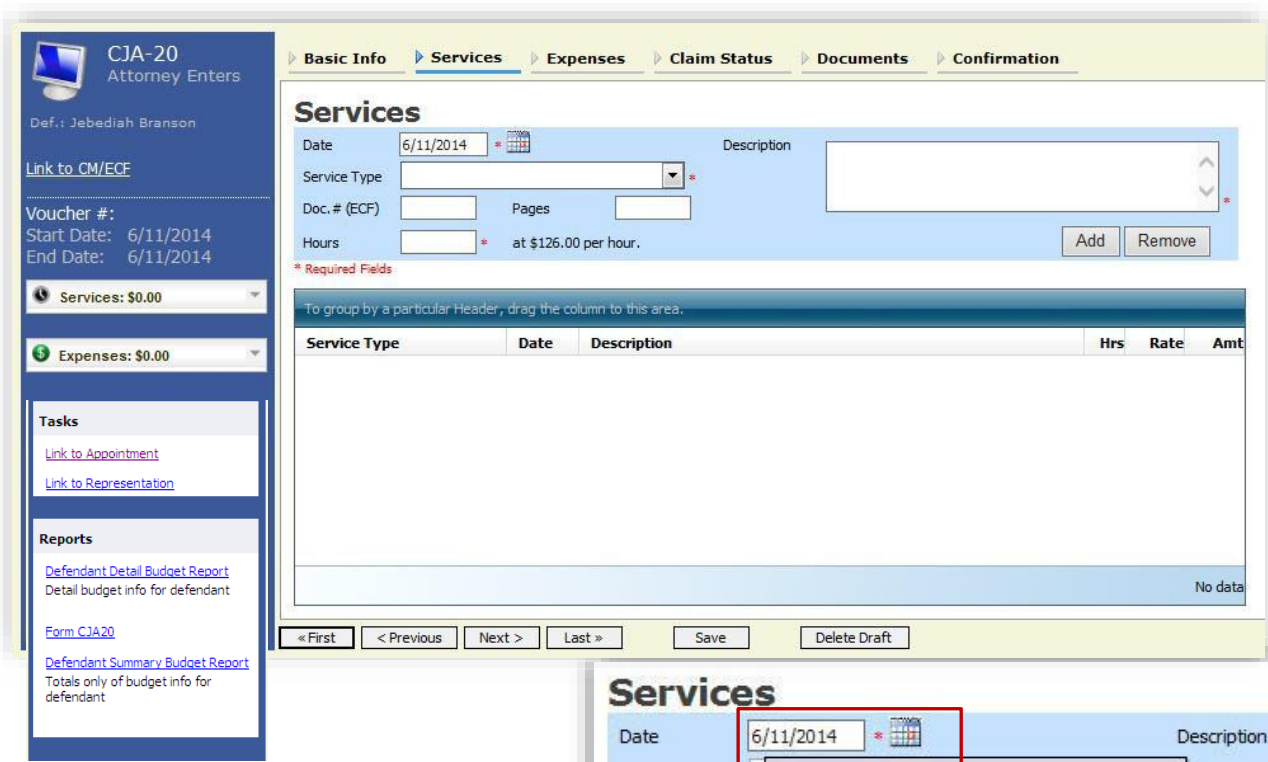 CJA-20
Attorney Enters
Def.: Jebediah Branson
Link to CM/ECF
Voucher #:
Start Date: 6/11/2014
End Date: 6/11/2014
Services: $0.00
Expenses: $0.00
Tasks
Link to Appointment
Link to Representation
Reports
Defendant Detail Budget Report
Detail budget info for defendant
Form CJA20
Defendant Summary Budget Report
Totals only of budget info for
defendant
Basic Info Services Expenses Claim Status Documents Confirmation
Services
Date 6/11/2014 * Description
Service Type *
Doc.# (ECF) Pages *
Hours * at $126.00 per hour. Add Remove
* Required Fields
To group by a particular Header, drag the column to this area.
Service Type Date Description Hrs Rate Amt
No data
« First < Previous Next > Last » Save Delete Draft
Services
Date 6/11/2014 * Description